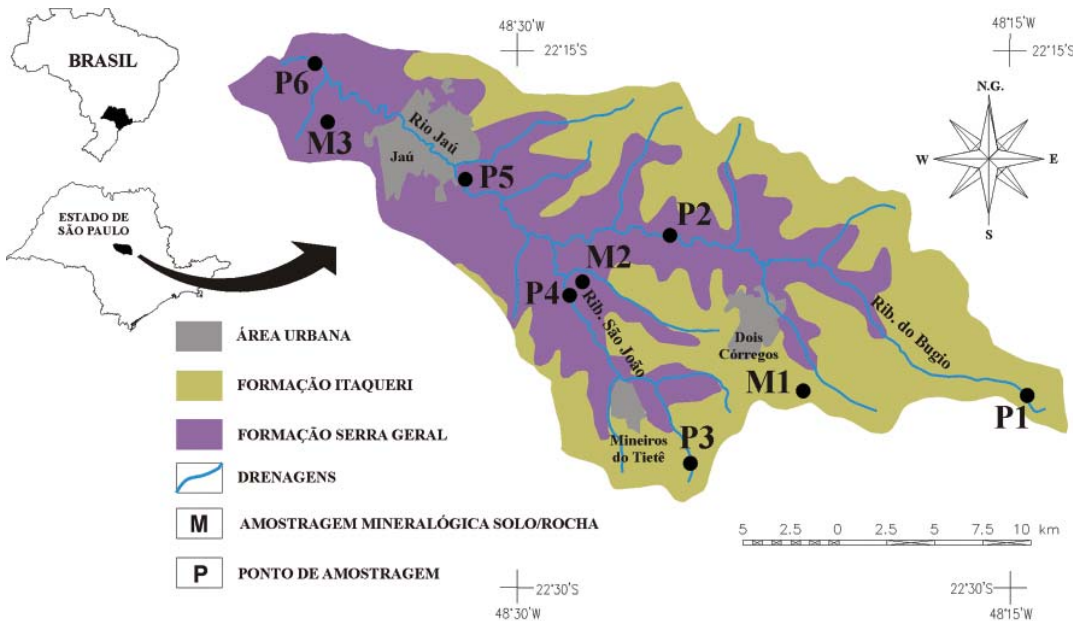 BRASIL
ESTADO DE
SÃO PAULO
48°30'W
22°15'S
48°15'W
22°15'S
N.G.
W
E
S
P6
M3
Rio Jaú
Jaú
P5
P2
M2
P4
Rib. São João
Dois
Córregos
Rib. do Bugio
M1
P1
Mineiros
do Tietê
P3
ÁREA URBANA
FORMAÇÃO ITAQUERI
FORMAÇÃO SERRA GERAL
DRENAGENS
M AMOSTRAGEM MINERALÓGICA SOLO/ROCHA
P PONTO DE AMOSTRAGEM
5 2.5 0 2.5 5 7.5 10 km
22°30'S
48°30'W
22°30'S
48°15'W